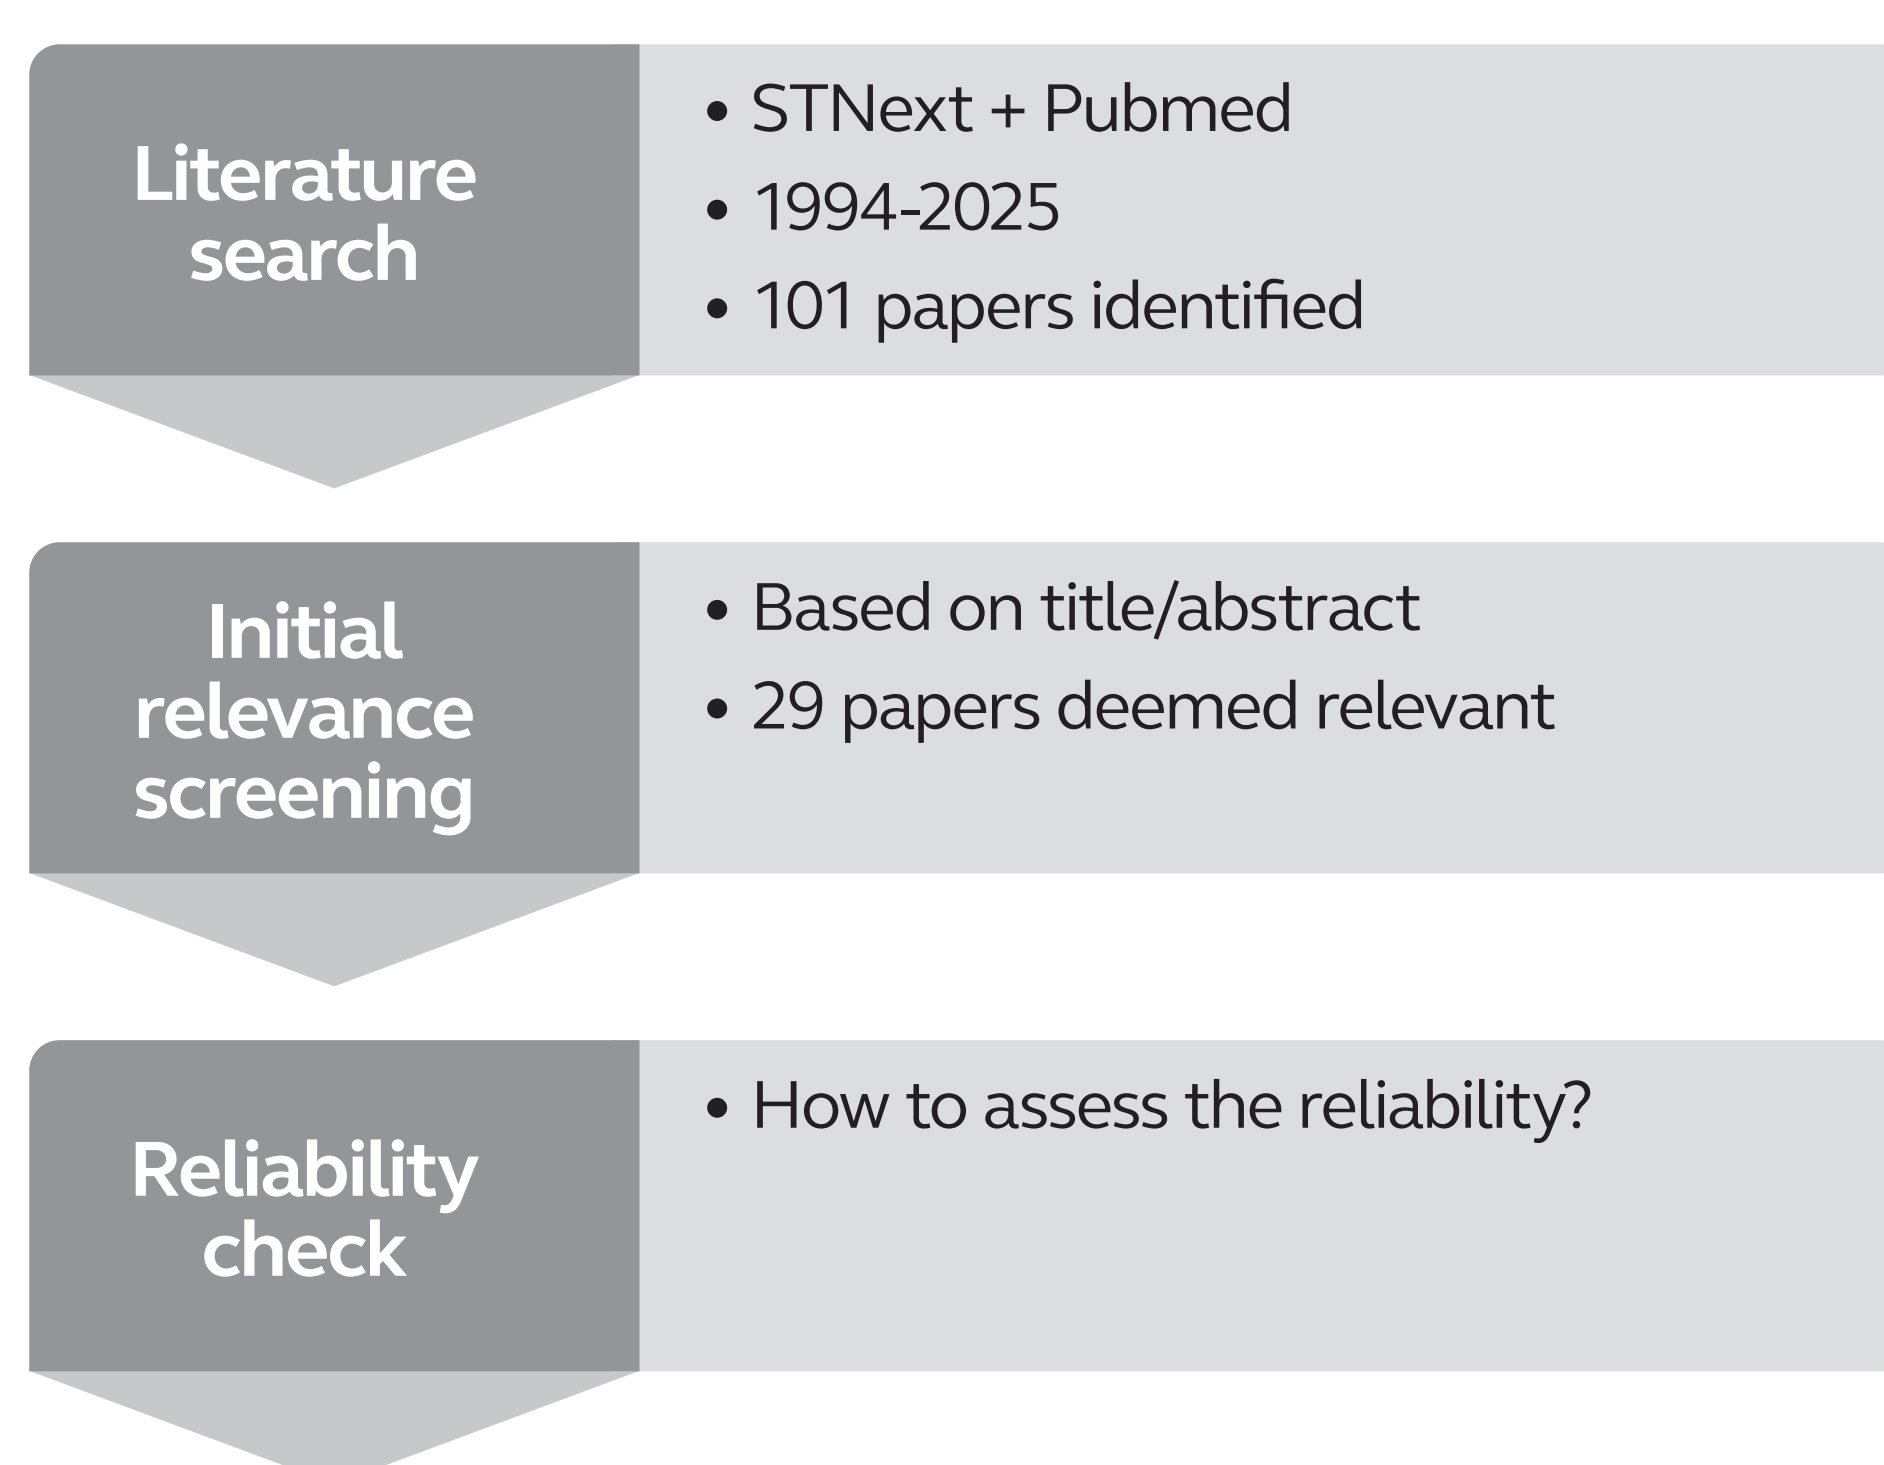 Literature
search
• STNext + Pubmed
• 1994-2025
• 101 papers identified
Initial
relevance
screening
• Based on title/abstract
• 29 papers deemed relevant
Reliability
check
• How to assess the reliability?